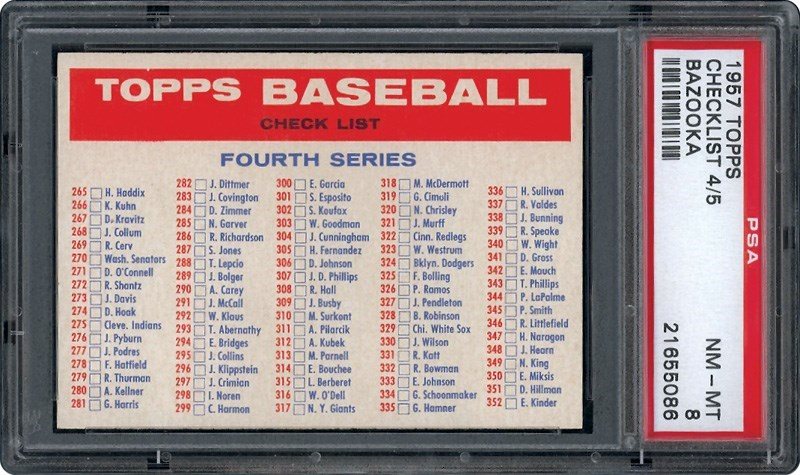 TOPPS BASEBALL
CHECK LIST
FOURTH SERIES
265 H. Haddix
266 K. Kuhn
267 D. Kravitz
268 J. Collum
269 R. Cerv
270 Wash. Senators
271 D. O'Connell
272 R. Shantz
273 J. Davis
274 D. Hoak
275 Cleve. Indians
276 J. Pyburn
277 J. Podres
278 F. Hatfield
279 R. Thurman
280 A. Kellner
281 G. Harris
282 J. Dittmer
283 J. Covington
284 D. Zimmer
285 N. Garver
286 R. Richardson
287 S. Jones
288 T. Lepcio
289 J. Bolger
290 A. Carey
291 J. McCall
292 W. Klaus
293 T. Abernathy
294 E. Bridges
295 J. Collins
296 J. Klippstein
297 J. Crimian
298 I. Noren
299 C. Harmon
300 E. Garcia
301 S. Esposito
302 S. Koufax
303 W. Goodman
304 J. Cunningham
305 H. Fernandez
306 D. Johnson
307 J. D. Phillips
308 R. Hall
309 J. Busby
310 M. Surkont
311 A. Pilarcik
312 A. Kubek
313 M. Parnell
314 E. Bouchee
315 L. Berberet
316 W. O'Dell
317 N. Y. Giants
318 M. McDermott
319 G. Cimuli
320 N. Chrisley
321 J. Murff
322 Cinn. Redlegs
323 W. Westrum
324 Bklyn. Dodgers
325 F. Bolling
326 P. Ramos
327 J. Pendleton
328 B. Robinson
329 Chi. White Sox
330 J. Wilson
331 R. Katt
332 R. Bowman
333 E. Johnson
334 G. Schoonmaker
335 G. Hamner
336 H. Sullivan
337 R. Valdes
338 J. Bunning
339 R. Speake
340 W. Wight
341 D. Gross
342 E. Mouch
343 T. Phillips
344 P. LaPalme
345 P. Smith
346 R. Littlefield
347 H. Naragon
348 J. Hearn
349 N. King
350 E. Miksis
351 D. Hillman
352 E. Kinder
1957 TOPPS
CHECKLIST 4/5
BAZOOKA
PSA
NM – MT 8
21655086